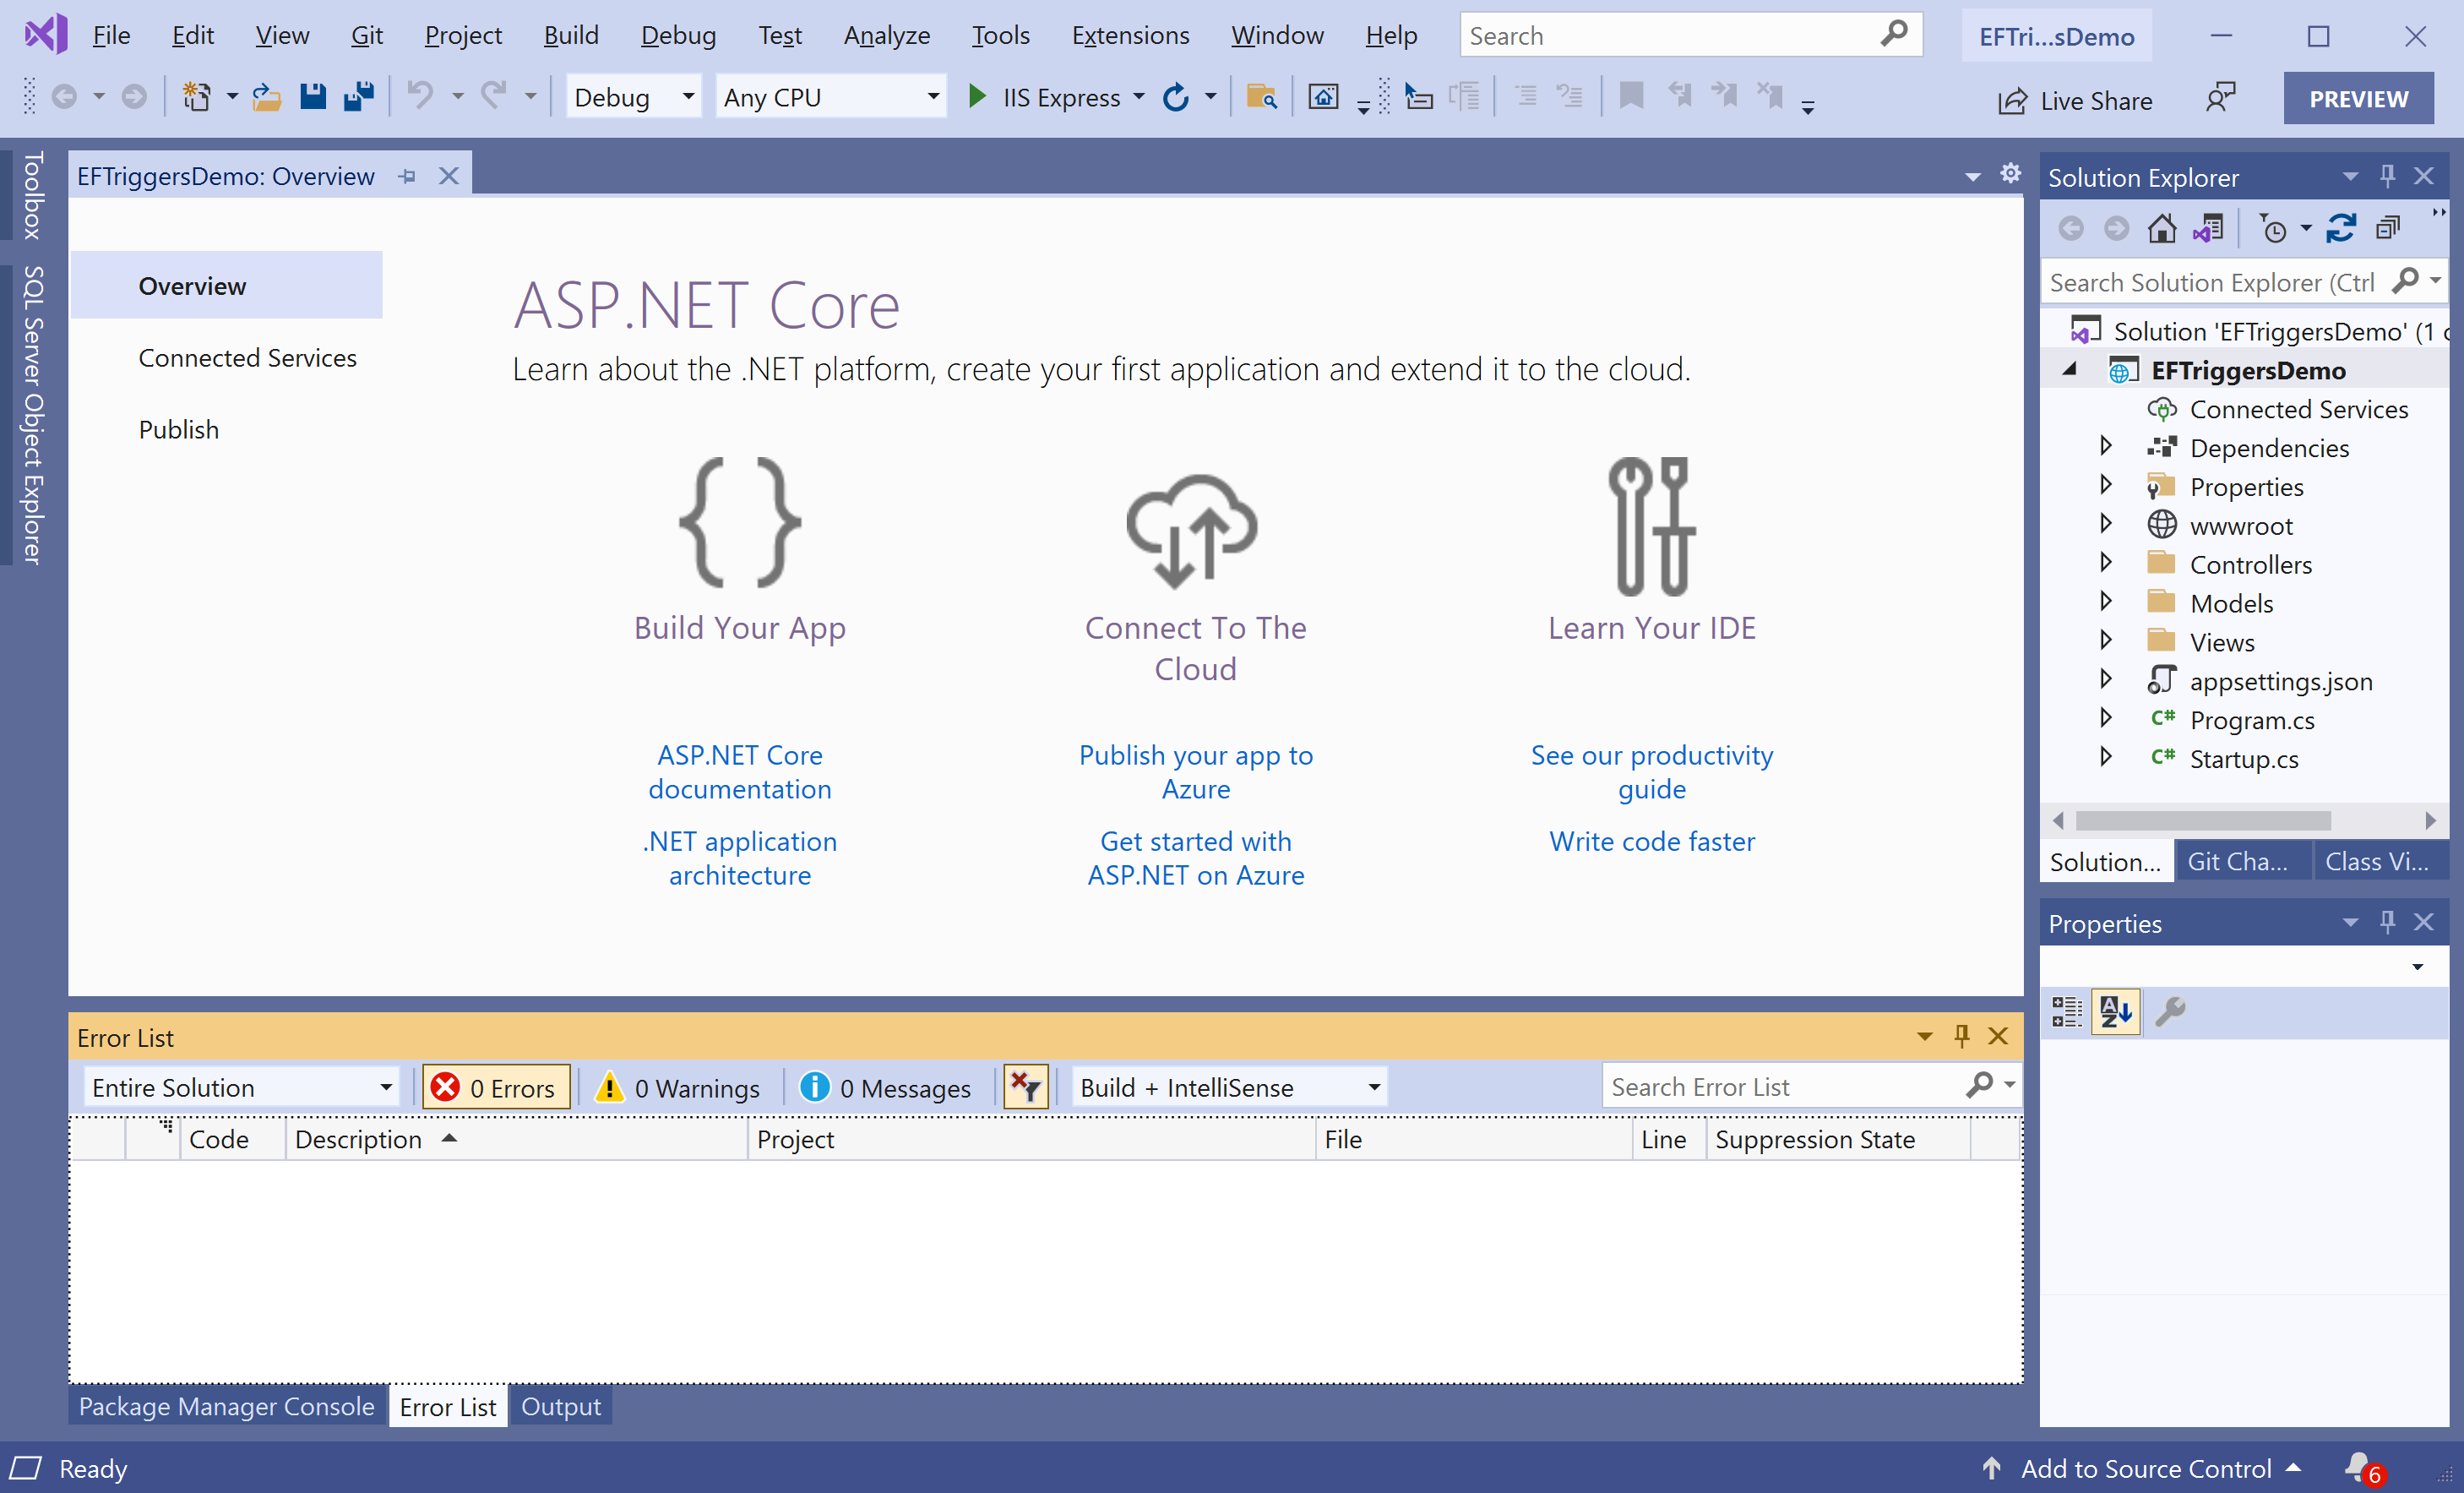 File Edit View Git Project Build Debug Test Analyze Tools Extensions Window Help Search EFTri...sDemo
Debug Any CPU IIS Express Live Share PREVIEW
Toolbox
SQL Server Object Explorer
EFTriggersDemo: Overview
Overview
Connected Services
Publish
ASP.NET Core
Learn about the .NET platform, create your first application and extend it to the cloud.
{ }
Build Your App
ASP.NET Core
documentation
.NET application
architecture
Connect To The
Cloud
Publish your app to
Azure
Get started with
ASP.NET on Azure
Learn Your IDE
See our productivity
guide
Write code faster
Solution Explorer
Search Solution Explorer (Ctrl
Solution 'EFTriggersDemo' (1 c
EFTriggersDemo
Connected Services
Dependencies
Properties
wwwroot
Controllers
Models
Views
appsettings.json
C# Program.cs
C# Startup.cs
Solution... Git Cha... Class Vi...
Properties
AZ
Error List
Entire Solution 0 Errors 0 Warnings 0 Messages Build + IntelliSense Search Error List
Code Description Project File Line Suppression State
Package Manager Console Error List Output
Ready Add to Source Control 6